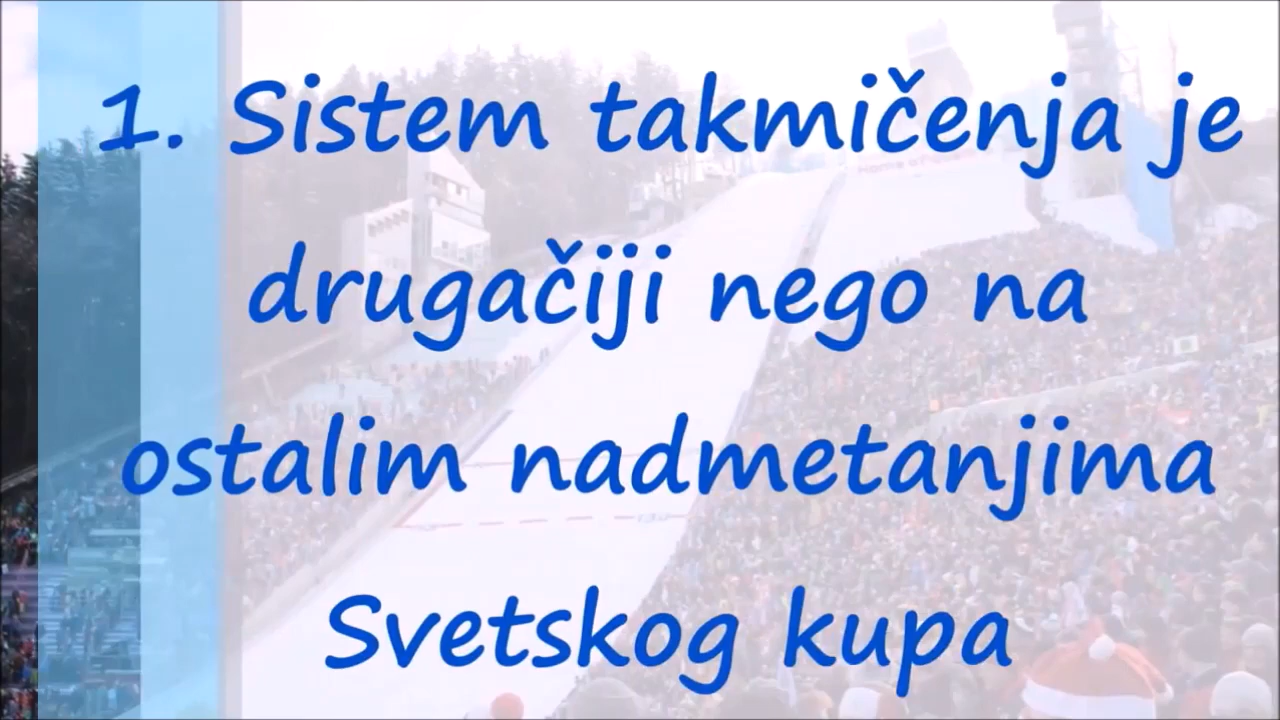 1. Sistem takmičenja je
drugačiji nego na
ostalim nadmetanjima
Svetskog kupa